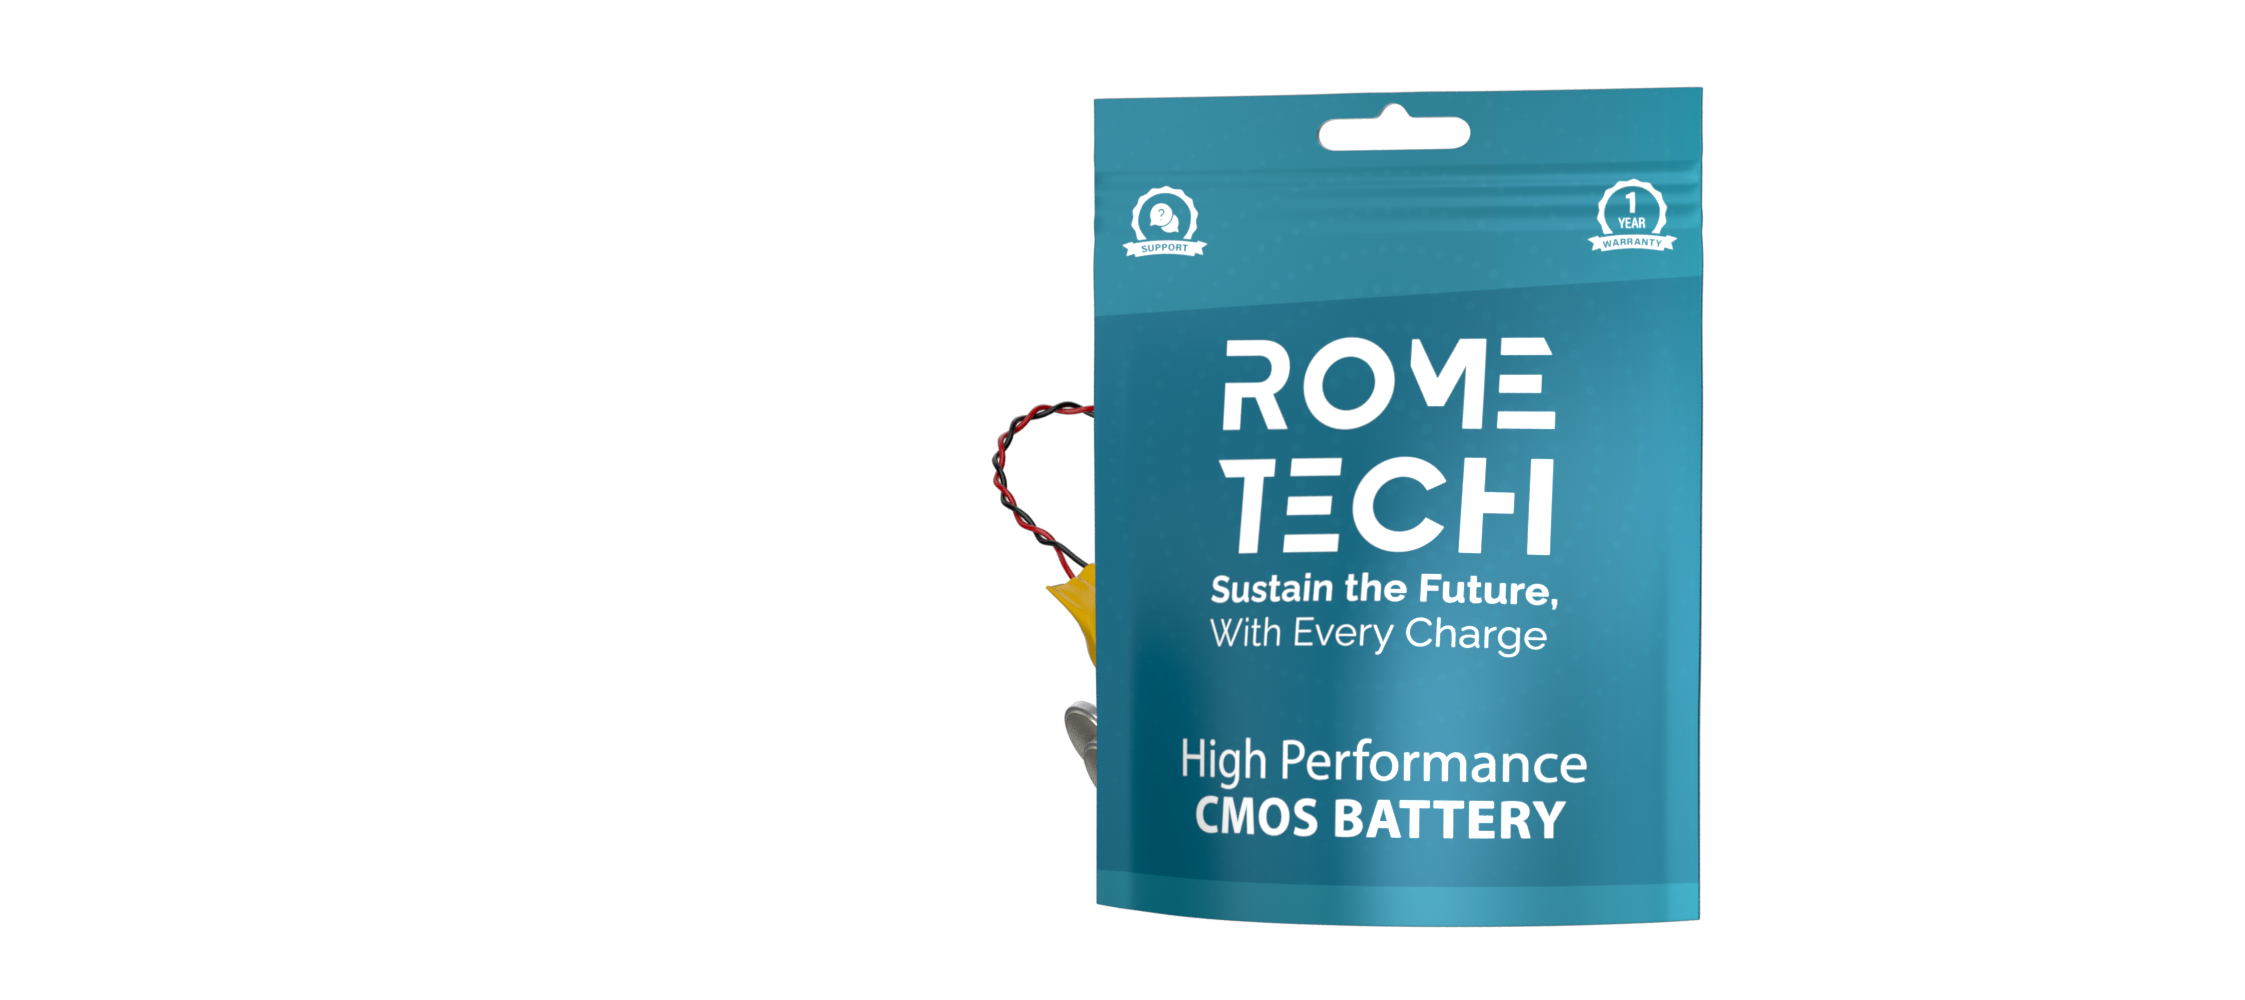 ?
SUPPORT
1
YEAR
WARRANTY
ROME
TECH
Sustain the Future,
With Every Charge
High Performance
CMOS BATTERY